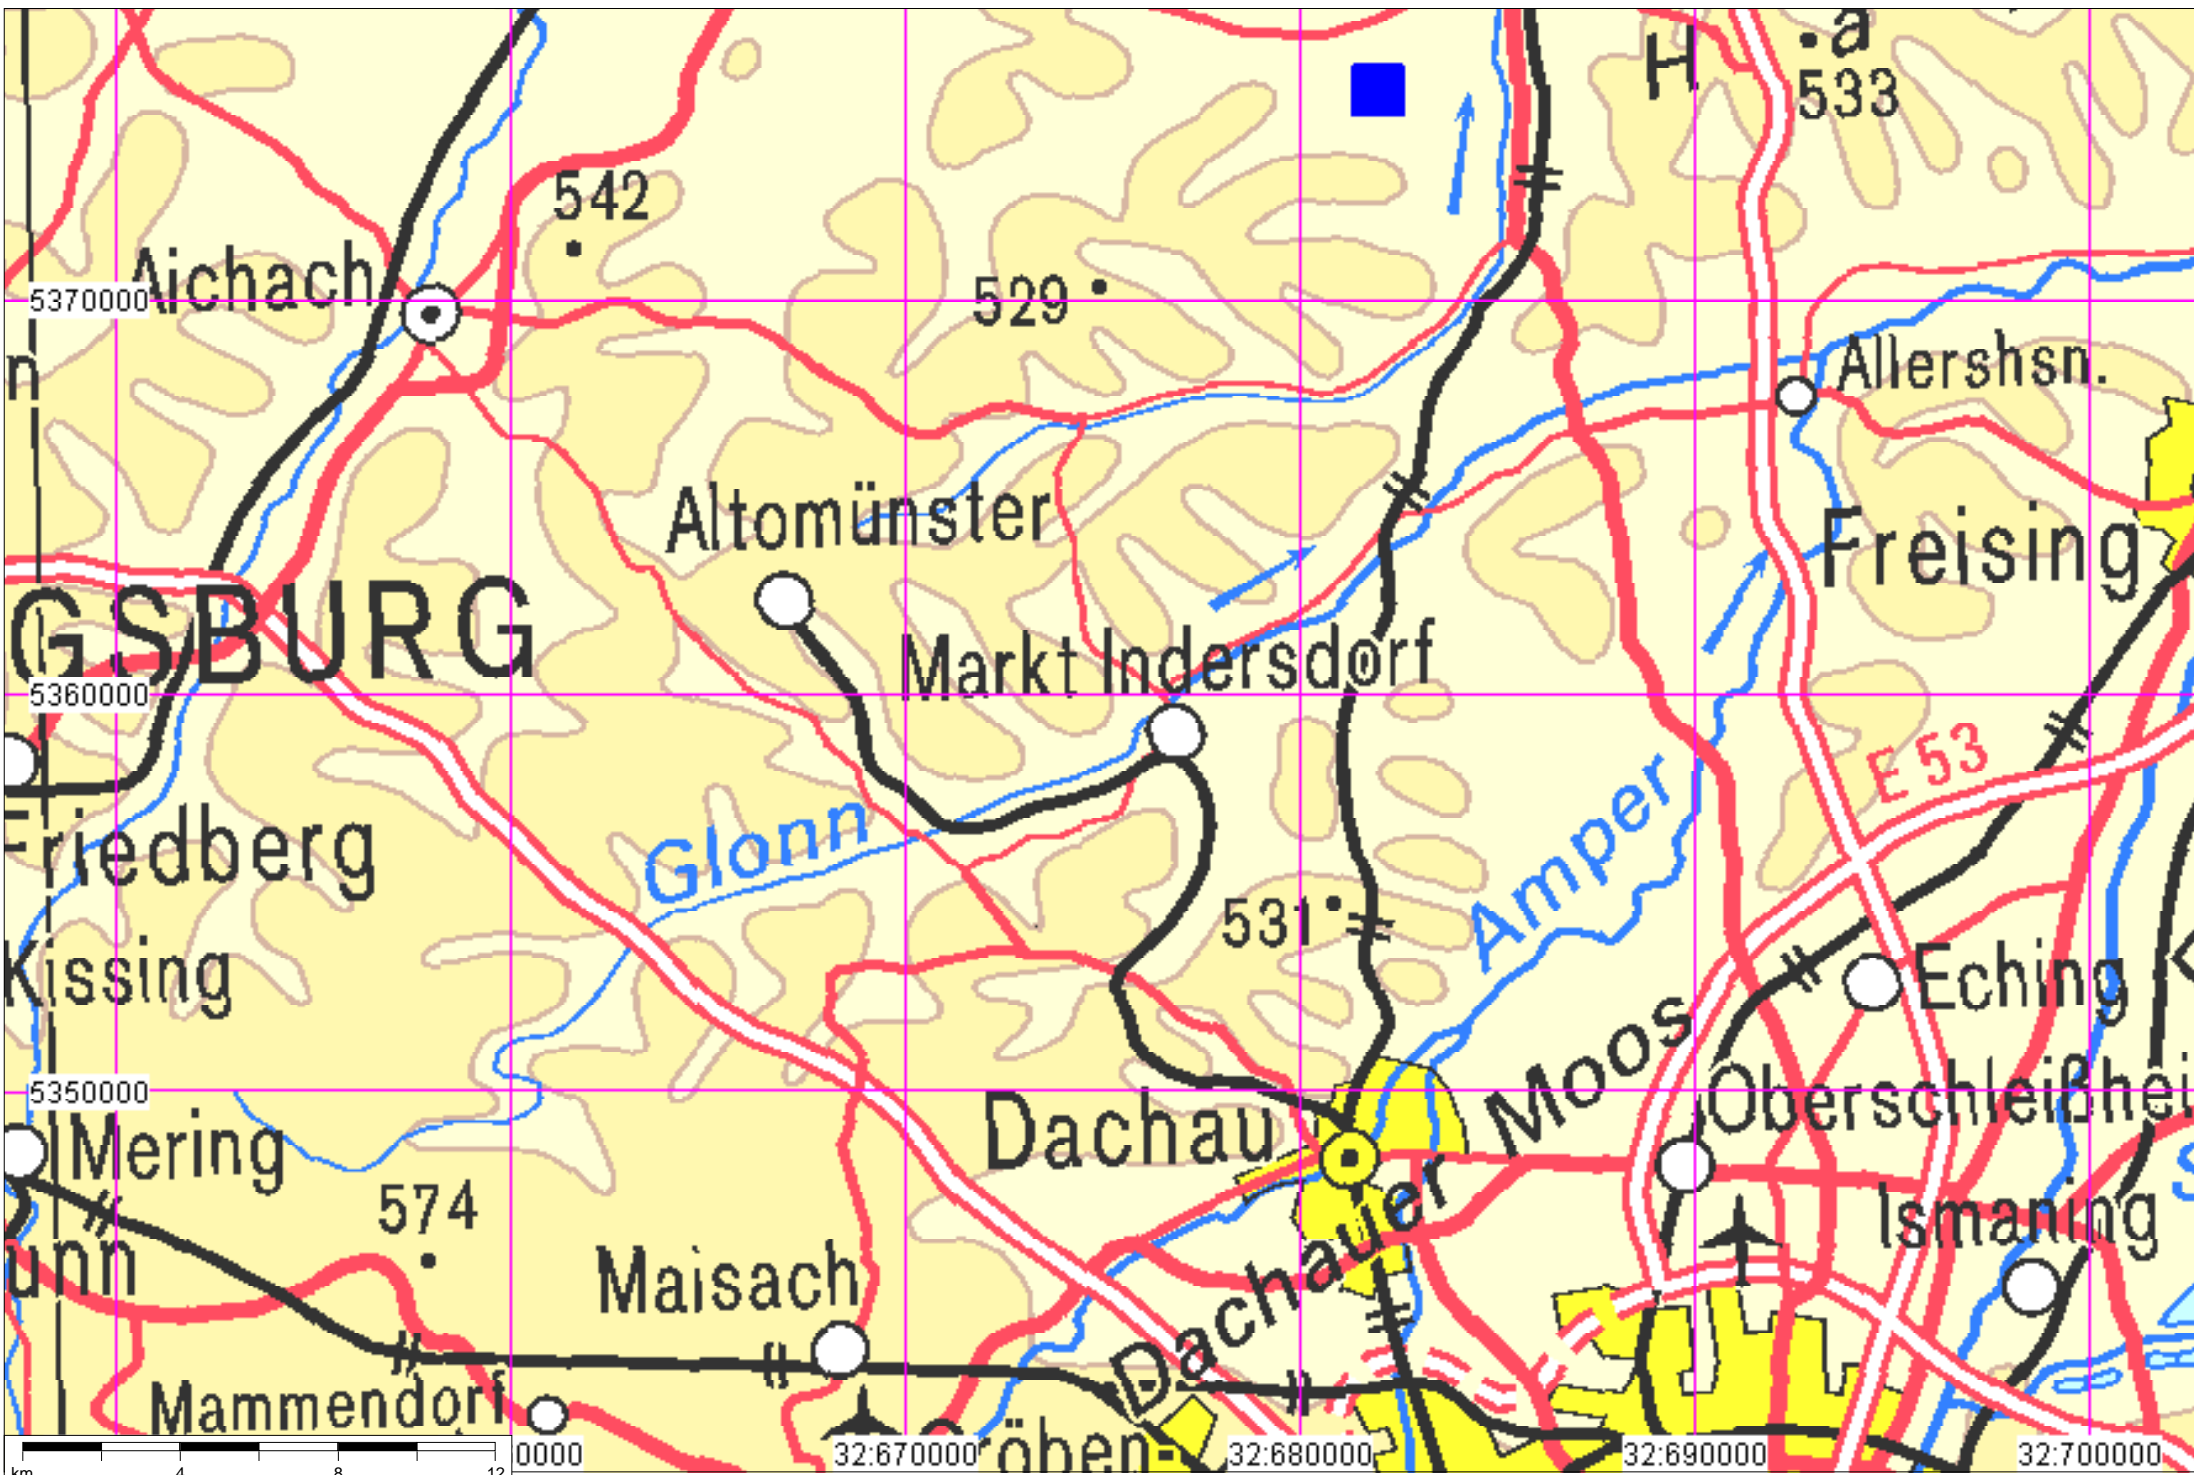 H
a
533
542
Aichach
5370000
529
n
Allershsn.
Altomünster
Freising
GSBURG
Markt Indersdorf
5360000
E 53
Friedberg
Glonn
Amper
531
Kissing
Eching
Moos
5350000
Oberschleißhei
Dachau
Mering
574
Dachauer
Ismaning
S
unn
Maisach
Mammendorf
öben-
0000
32:670000
32:680000
32:690000
32:700000
km 4 8 12